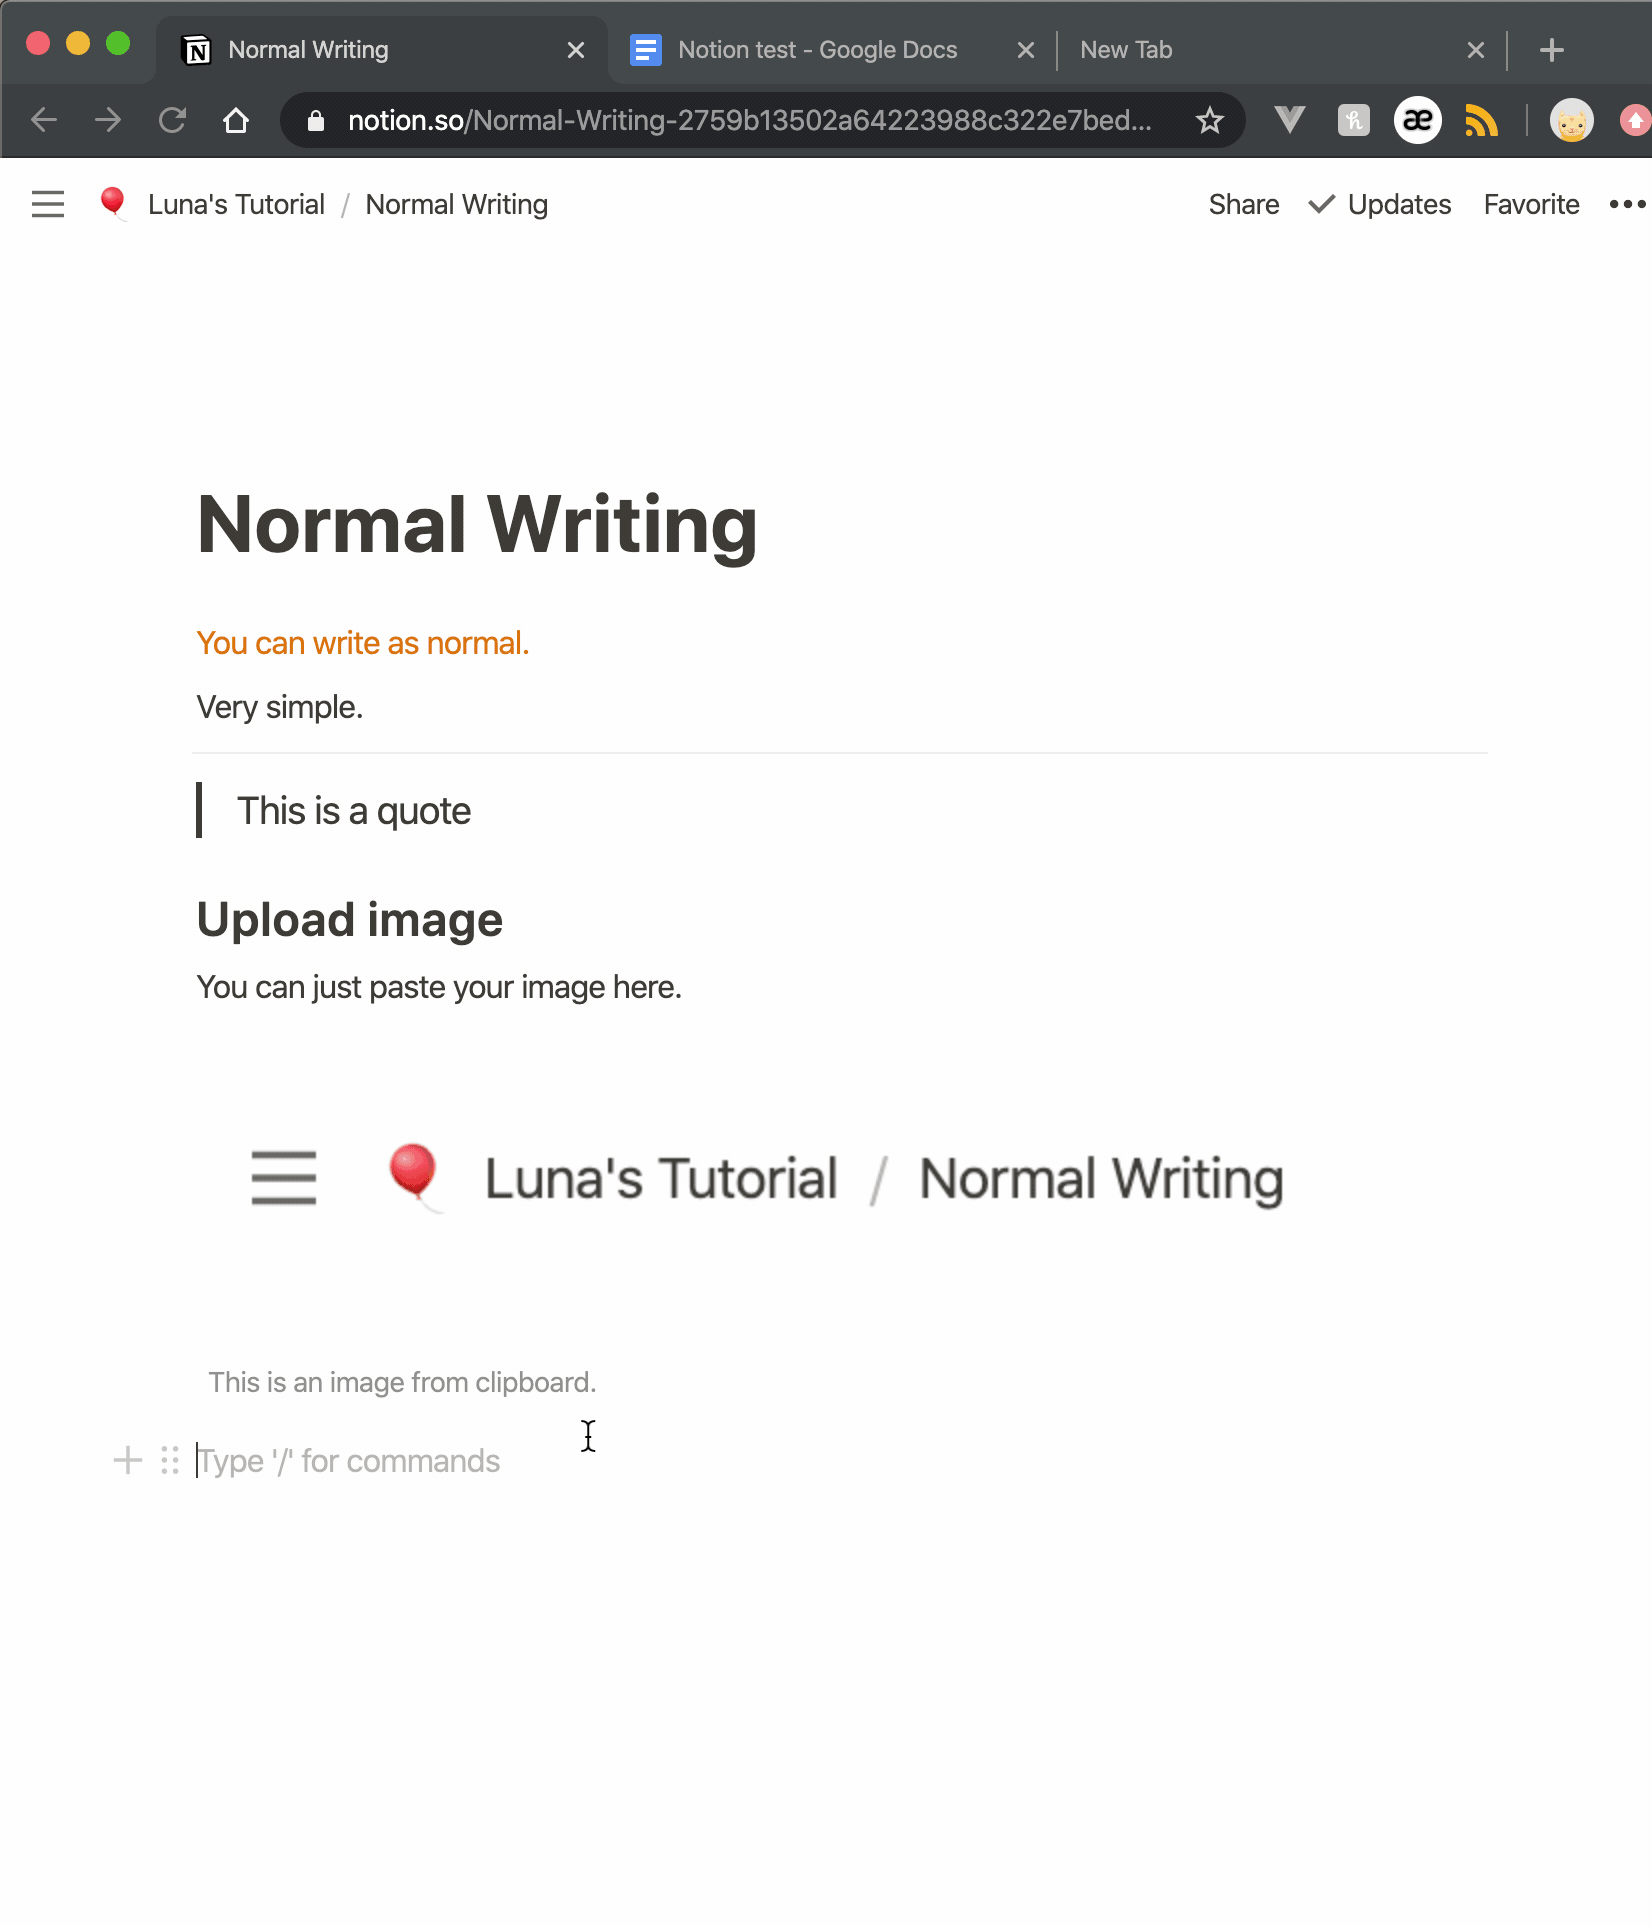 Normal Writing
Notion test - Google Docs
New Tab
notion.so/Normal-Writing-2759b13502a64223988c322e7bed...
Luna's Tutorial / Normal Writing
Share
Updates
Favorite
Normal Writing
You can write as normal.
Very simple.
This is a quote
Upload image
You can just paste your image here.
Luna's Tutorial / Normal Writing
This is an image from clipboard.
Type '/' for commands